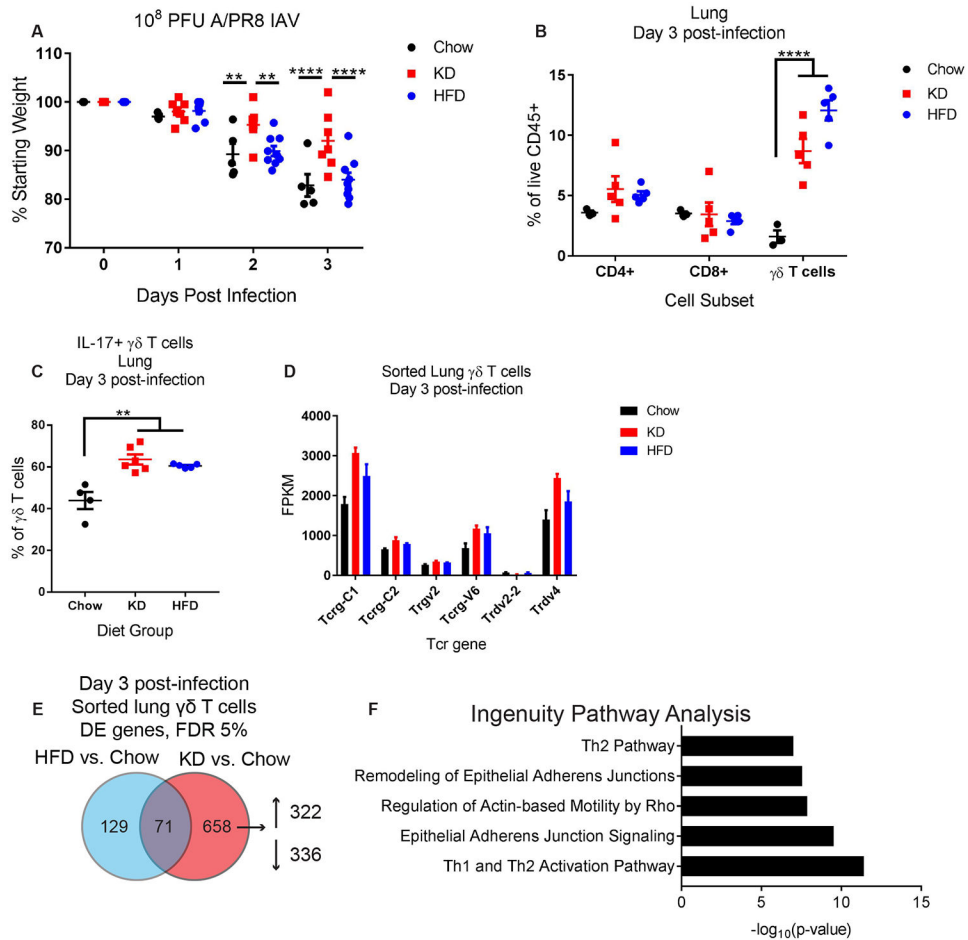 A
10⁸ PFU A/PR8 IAV
Chow
KD
HFD
** ** **** ****
% Starting Weight
110
100
90
80
70
0 1 2 3
Days Post Infection
B
Lung
Day 3 post-infection
Chow
KD
HFD
****
% of live CD45+
15
10
5
0
CD4+ CD8+ γδ T cells
Cell Subset
C
IL-17+ γδ T cells
Lung
Day 3 post-infection
**
% of γδ T cells
80
60
40
20
0
Chow KD HFD
Diet Group
D
Sorted Lung γδ T cells
Day 3 post-infection
Chow
KD
HFD
FPKM
4000
3000
2000
1000
0
Tcrg-C1 Tcrg-C2 Trgv2 Tcrg-V6 Trdv2-2 Trdv4
Tcr gene
E
Day 3 post-infection
Sorted lung γδ T cells
DE genes, FDR 5%
HFD vs. Chow KD vs. Chow
129 71 658
322
336
F
Ingenuity Pathway Analysis
Th2 Pathway
Remodeling of Epithelial Adherens Junctions
Regulation of Actin-based Motility by Rho
Epithelial Adherens Junction Signaling
Th1 and Th2 Activation Pathway
0 5 10 15
-log₁₀(p-value)